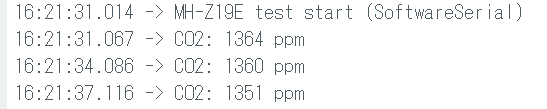 16:21:31.014 -> MH-Z19E test start (SoftwareSerial)
16:21:31.067 -> CO2: 1364 ppm
16:21:34.086 -> CO2: 1360 ppm
16:21:37.116 -> CO2: 1351 ppm